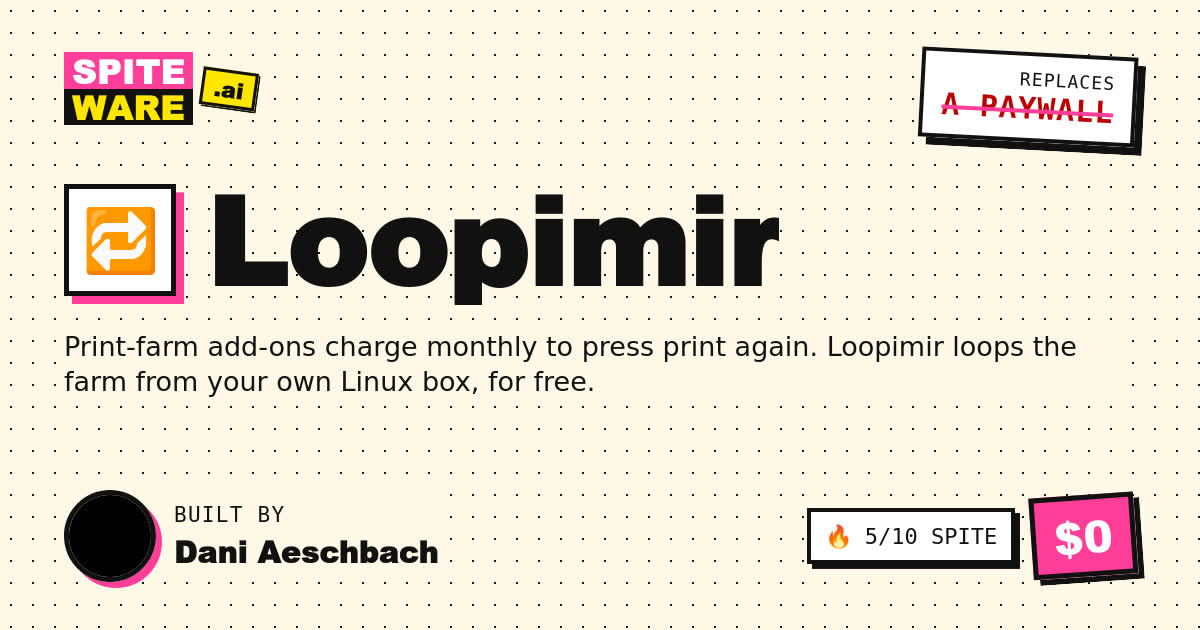 SPITE
WARE
.ai
REPLACES
A PAYWALL
Loopimir
Print-farm add-ons charge monthly to press print again. Loopimir loops the
farm from your own Linux box, for free.
BUILT BY
Dani Aeschbach
🔥 5/10 SPITE
$0